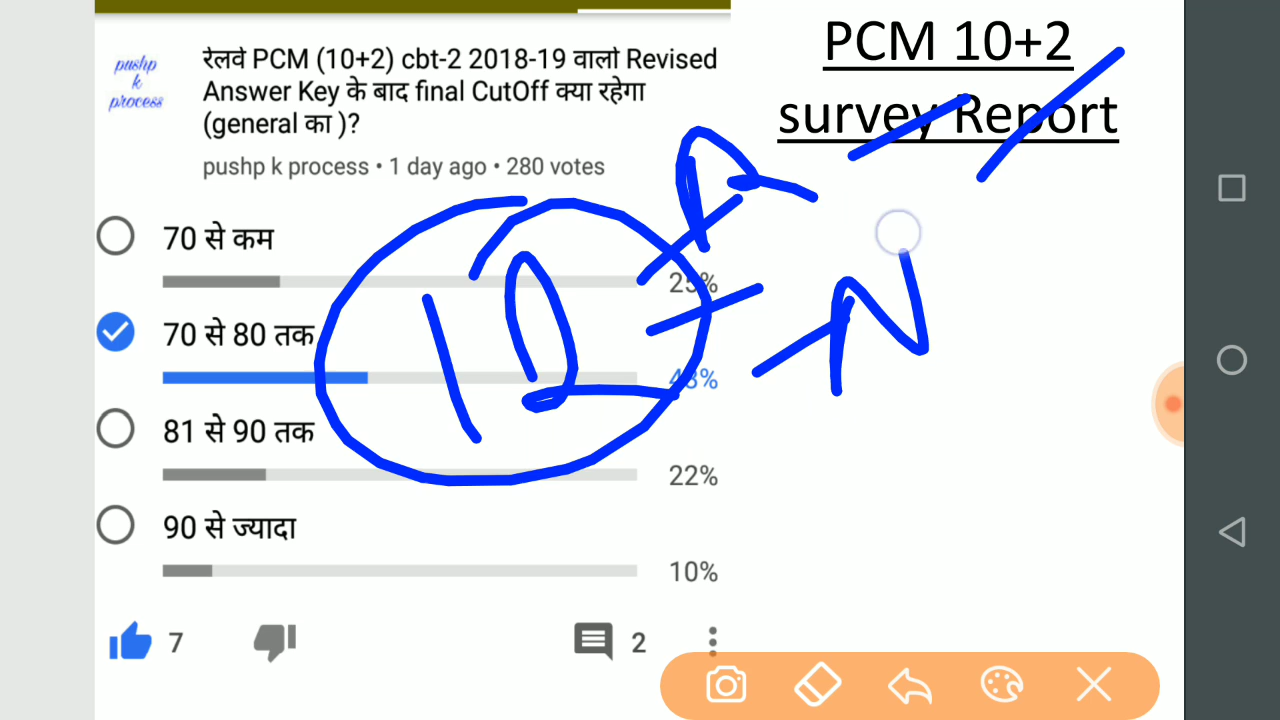 pushp
k
process
रेलवे PCM (10+2) cbt-2 2018-19 वालो Revised
Answer Key के बाद final CutOff क्या रहेगा
(general का )?
pushp k process • 1 day ago • 280 votes
70 से कम
25%
70 से 80 तक
43%
81 से 90 तक
22%
90 से ज्यादा
10%
7
2
PCM 10+2
survey Report
12